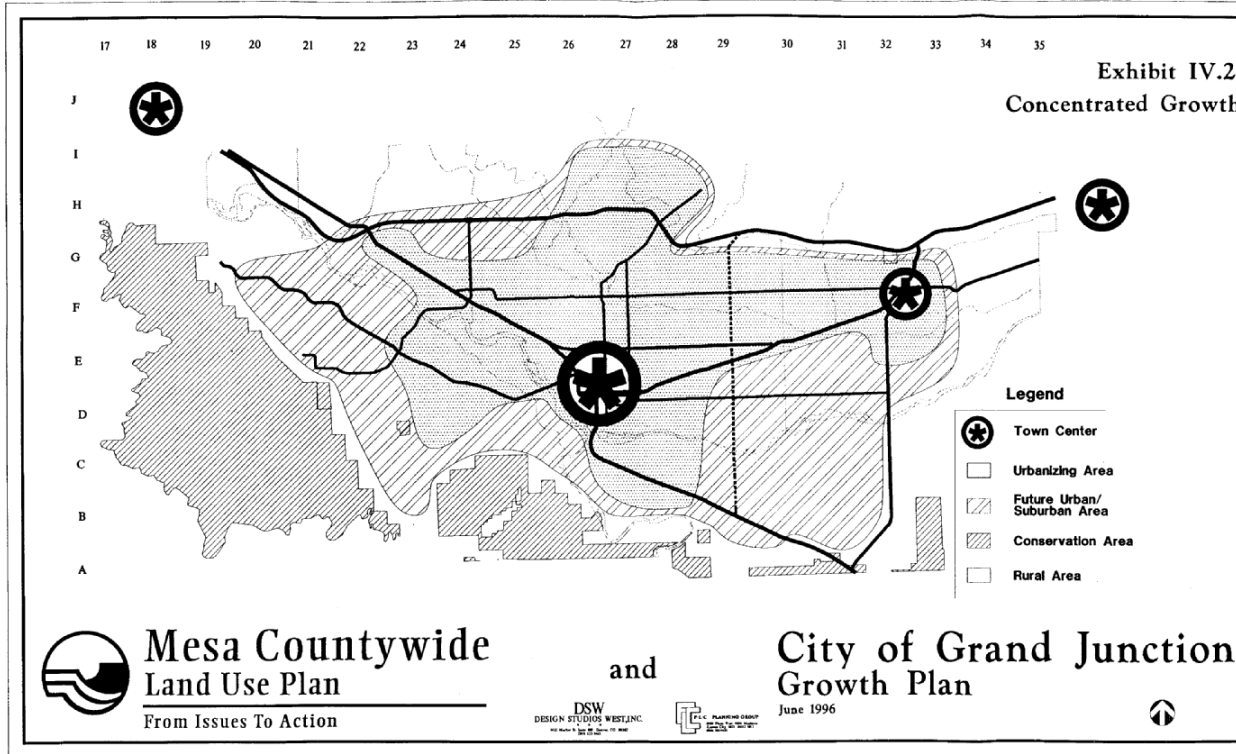 17 18 19 20 21 22 23 24 25 26 27 28 29 30 31 32 33 34 35
Exhibit IV.2
Concentrated Growth
J
I
H
G
F
E
D
C
B
A
Legend
Town Center
Urbanizing Area
Future Urban/
Suburban Area
Conservation Area
Rural Area
Mesa Countywide
Land Use Plan
From Issues To Action
and
DSW
DESIGN STUDIOS WEST, INC.
PLANNING GROUP
City of Grand Junction
Growth Plan
June 1996